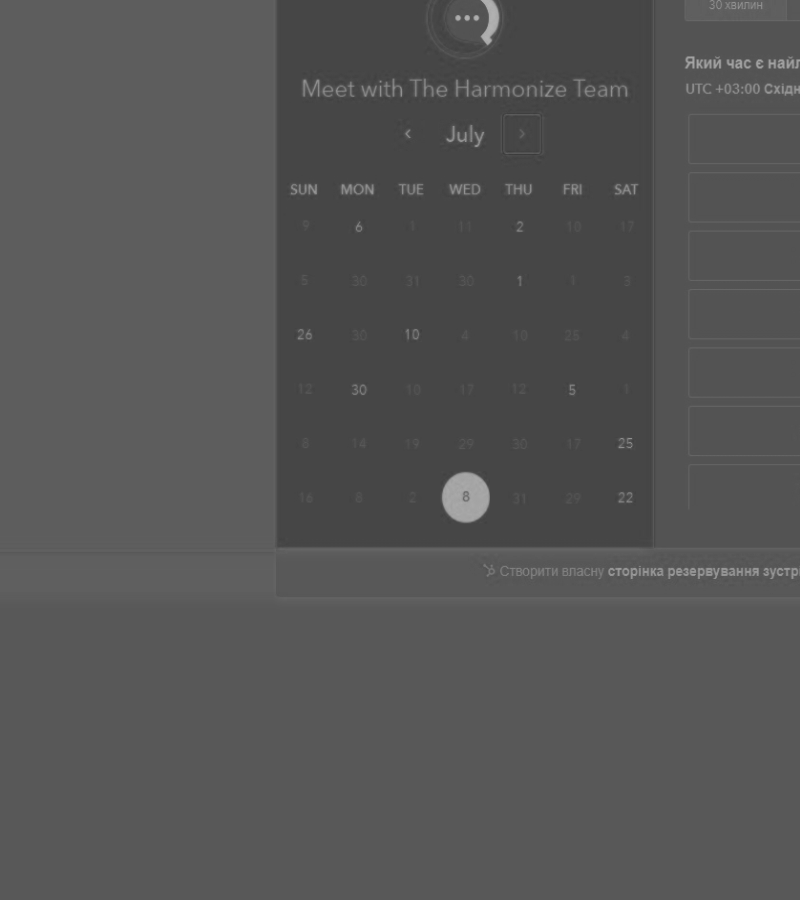 30 хвилин
Який час є най
UTC +03:00 Східн
Meet with The Harmonize Team
July
SUN MON TUE WED THU FRI SAT
9 6 1 11 2 10 17
5 30 31 30 1 1 3
26 30 10 4 10 25 4
12 30 10 17 12 5 1
8 14 19 29 30 17 25
16 8 2 8 31 29 22
Створити власну сторінка резервування зустр